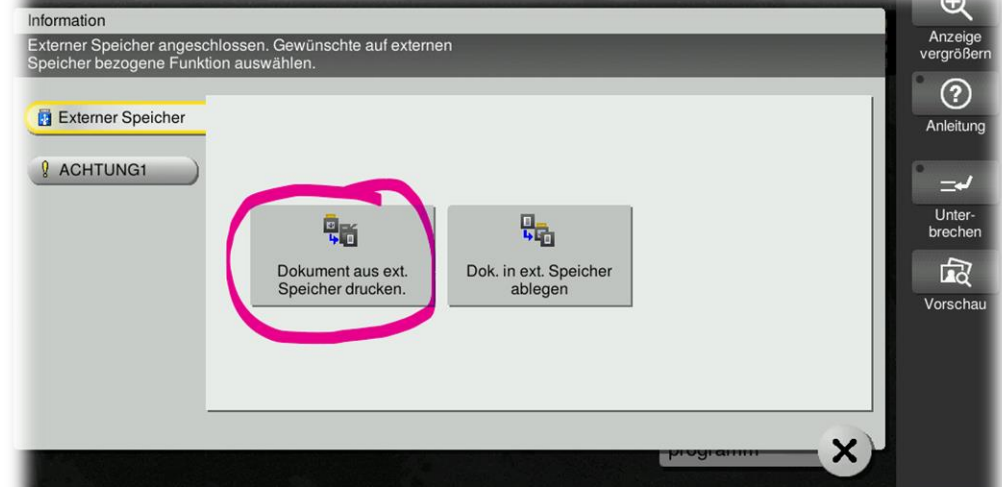 Information
Externer Speicher angeschlossen. Gewünschte auf externen
Speicher bezogene Funktion auswählen.
Externer Speicher
ACHTUNG1
Dokument aus ext.
Speicher drucken.
Dok. in ext. Speicher
ablegen
programm
Anzeige
vergrößern
Anleitung
Unter-
brechen
Vorschau